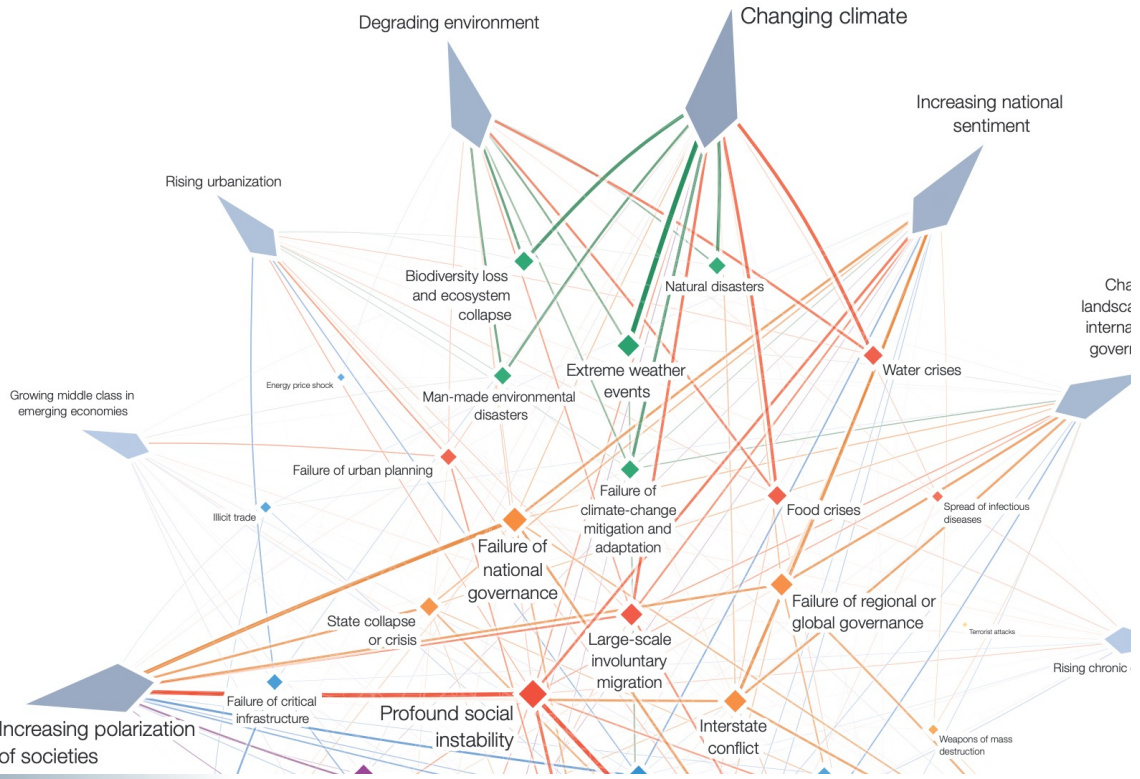 Degrading environment
Changing climate
Increasing national
sentiment
Rising urbanization
Biodiversity loss
and ecosystem
collapse
Natural disasters
Extreme weather
events
Water crises
Energy price shock
Man-made environmental
disasters
Growing middle class in
emerging economies
Failure of urban planning
Failure of
climate-change
mitigation and
adaptation
Food crises
Spread of infectious
diseases
Illicit trade
Failure of
national
governance
State collapse
or crisis
Failure of regional or
global governance
Terrorist attacks
Large-scale
involuntary
migration
Rising chronic
Failure of critical
infrastructure
Profound social
instability
Interstate
conflict
Weapons of mass
destruction
Increasing polarization
of societies